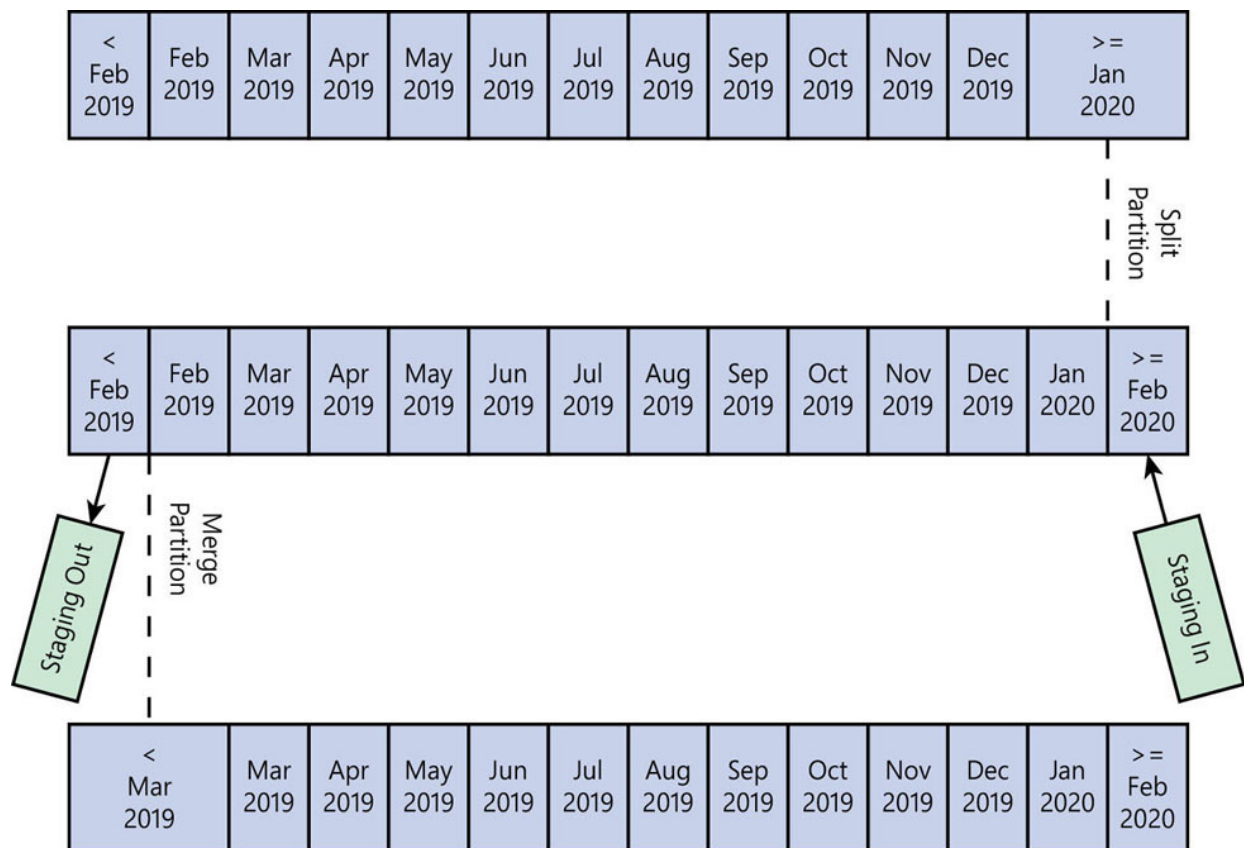 <
Feb
2019
Feb
2019
Mar
2019
Apr
2019
May
2019
Jun
2019
Jul
2019
Aug
2019
Sep
2019
Oct
2019
Nov
2019
Dec
2019
>=
Jan
2020
Split
Partition
<
Feb
2019
Feb
2019
Mar
2019
Apr
2019
May
2019
Jun
2019
Jul
2019
Aug
2019
Sep
2019
Oct
2019
Nov
2019
Dec
2019
Jan
2020
>=
Feb
2020
Staging Out
Merge
Partition
Staging In
<
Mar
2019
Mar
2019
Apr
2019
May
2019
Jun
2019
Jul
2019
Aug
2019
Sep
2019
Oct
2019
Nov
2019
Dec
2019
Jan
2020
>=
Feb
2020